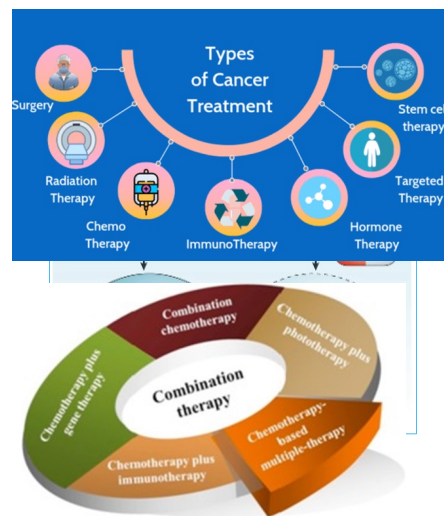 Types
of Cancer
Treatment
Surgery
Radiation
Therapy
Chemo
Therapy
ImmunoTherapy
Hormone
Therapy
Targeted
Therapy
Stem cel
therapy
Combination
chemotherapy
Chemotherapy plus
phototherapy
Chemotherapy-
based
multiple-therapy
Chemotherapy plus
immunotherapy
Chemotherapy plus
gene therapy
Combination
therapy